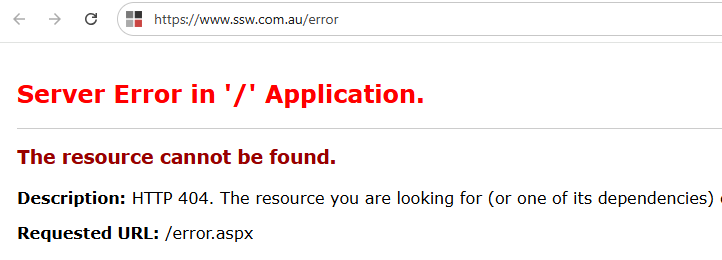 https://www.ssw.com.au/error
Server Error in '/' Application.
The resource cannot be found.
Description: HTTP 404. The resource you are looking for (or one of its dependencies)
Requested URL: /error.aspx